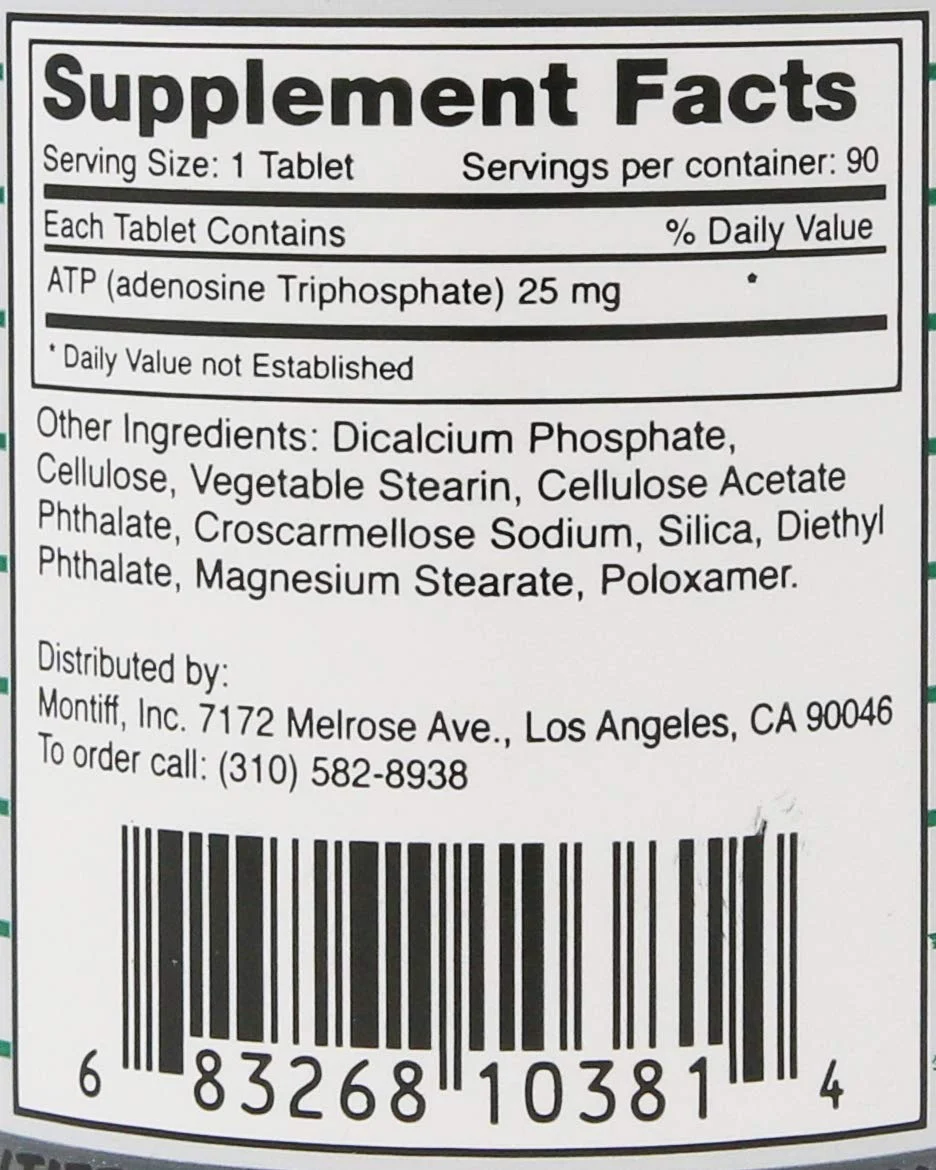 Supplement Facts
Serving Size: 1 Tablet Servings per container: 90
Each Tablet Contains % Daily Value
ATP (adenosine Triphosphate) 25 mg *
* Daily Value not Established
Other Ingredients: Dicalcium Phosphate,
Cellulose, Vegetable Stearin, Cellulose Acetate
Phthalate, Croscarmellose Sodium, Silica, Diethyl
Phthalate, Magnesium Stearate, Poloxamer.
Distributed by:
Montiff, Inc. 7172 Melrose Ave., Los Angeles, CA 90046
To order call: (310) 582-8938
6 83268 10381 4